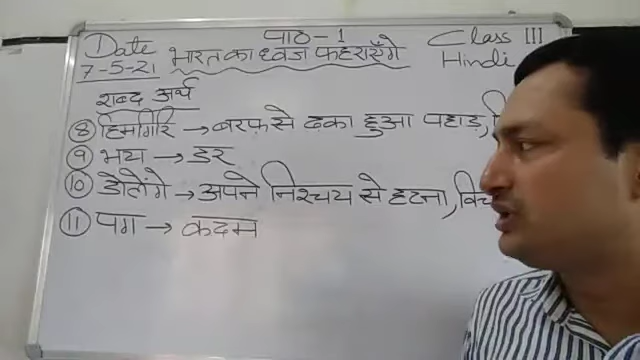 पाठ-1
Date
7-5-21
भारत का ध्वज फहराएँगे
Class III
Hindi
शब्द अर्थ
⑧ हिमगिरि → बरफ से ढका हुआ पहाड़,
⑨ भय → डर
⑩ डोलेंगे → अपने निश्चय से हटना,
⑪ पग → कदम